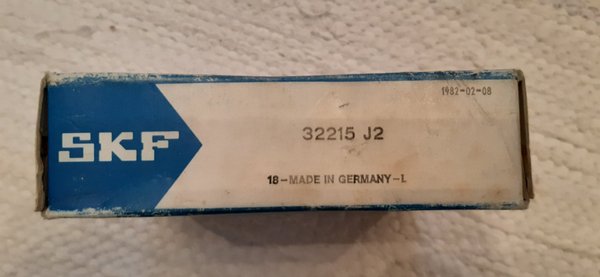 1982-02-08
SKF
32215 J2
18-MADE IN GERMANY-L